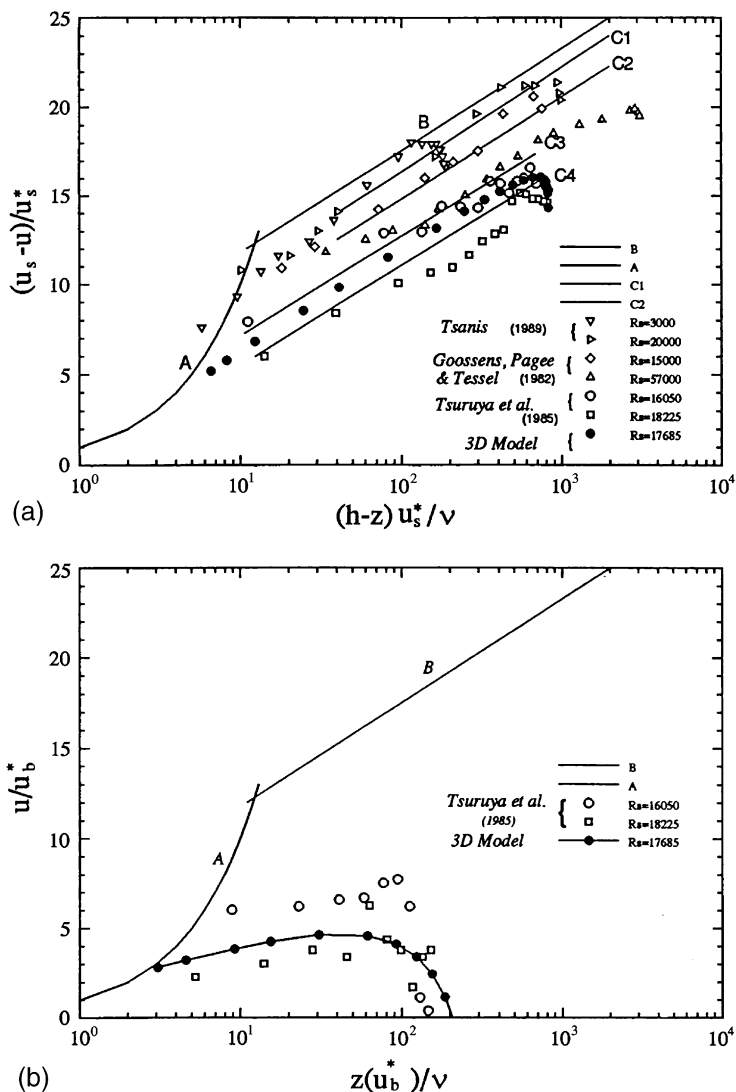 25
20
15
10
5
0
(u_s -u)/u_s^*
A
B
C1
C2
C3
C4
B
A
C1
C2
Tsanis (1989) {
Rs=3000
Rs=20000
Goossens, Pagee & Tessel (1982) {
Rs=15000
Rs=57000
Tsuruya et al. (1985) {
Rs=16050
Rs=18225
3D Model {
Rs=17685
10^0
10^1
10^2
10^3
10^4
(a)
(h-z) u_s^*/ν
25
20
15
10
5
0
u/u_b^*
A
B
B
A
Tsuruya et al. (1985) {
Rs=16050
Rs=18225
3D Model
Rs=17685
10^0
10^1
10^2
10^3
10^4
(b)
z(u_b^*)/ν